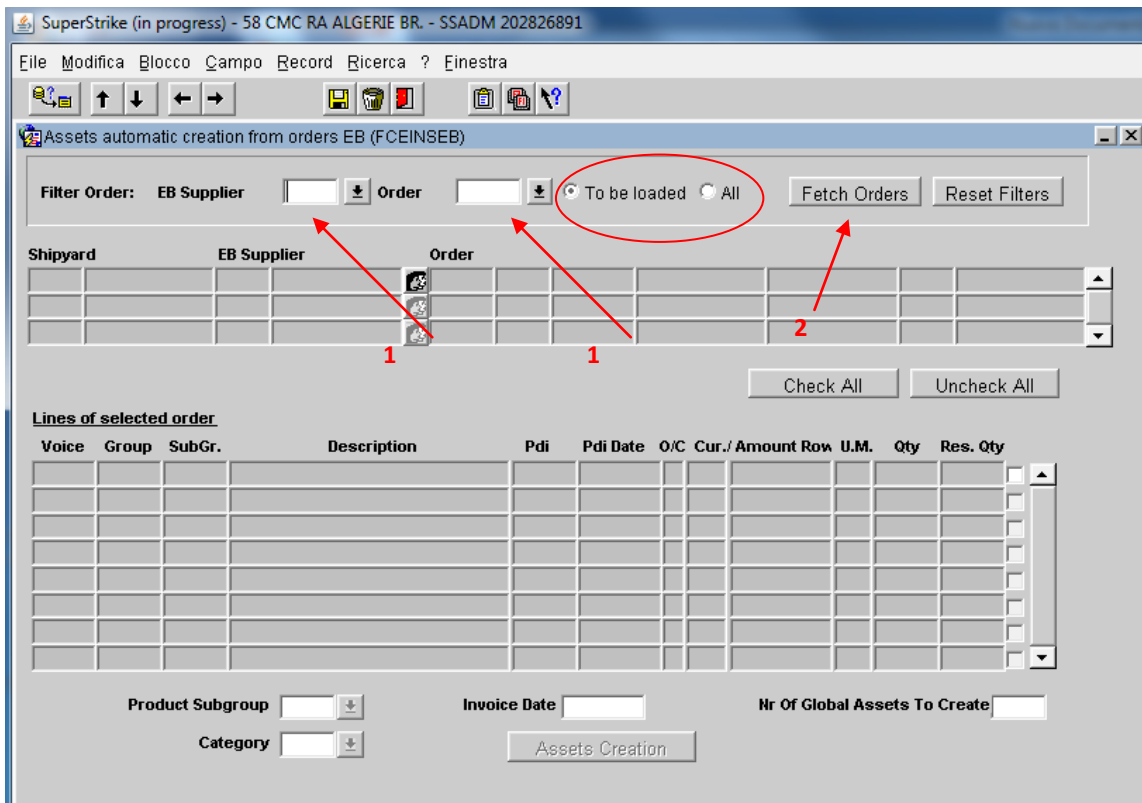 SuperStrike (in progress) - 58 CMC RA ALGERIE BR. - SSADM 202826891
File Modifica Blocco Campo Record Ricerca ? Finestra
Assets automatic creation from orders EB (FCEINSEB)
Filter Order: EB Supplier Order To be loaded All Fetch Orders Reset Filters
Shipyard EB Supplier Order
1 1 2
Check All Uncheck All
Lines of selected order
Voice Group SubGr. Description Pdi Pdi Date O/C Cur./ Amount Row U.M. Qty Res. Qty
Product Subgroup Invoice Date Nr Of Global Assets To Create
Category Assets Creation